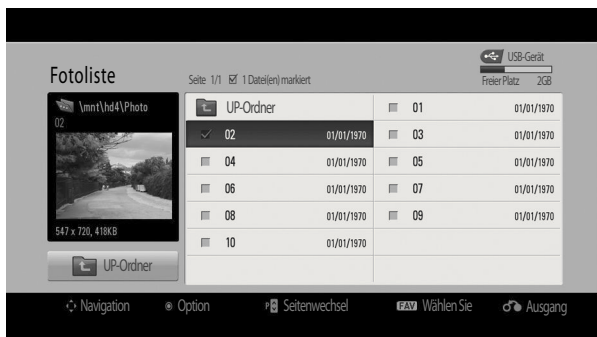 USB-Gerät
Fotoliste
Seite 1/1 1 Datei(en) markiert
Freier Platz 2GB
\mnt\hd4\Photo
02
547 x 720, 418KB
UP-Ordner
UP-Ordner
01 01/01/1970
02 01/01/1970
03 01/01/1970
04 01/01/1970
05 01/01/1970
06 01/01/1970
07 01/01/1970
08 01/01/1970
09 01/01/1970
10 01/01/1970
Navigation Option P Seitenwechsel FAV Wählen Sie Ausgang